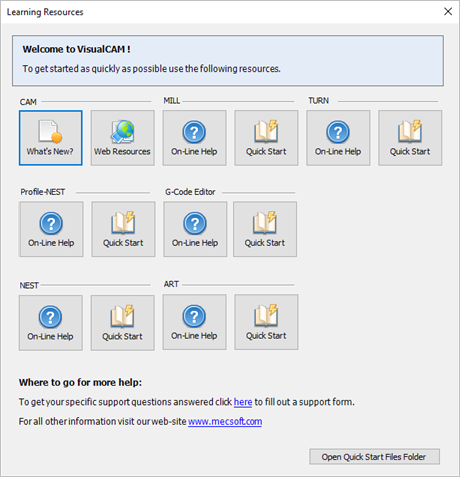 Learning Resources
Welcome to VisualCAM !
To get started as quickly as possible use the following resources.
CAM MILL TURN
What's New? Web Resources On-Line Help Quick Start On-Line Help Quick Start
Profile-NEST G-Code Editor
On-Line Help Quick Start On-Line Help Quick Start
NEST ART
On-Line Help Quick Start On-Line Help Quick Start
Where to go for more help:
To get your specific support questions answered click here to fill out a support form.
For all other information visit our web-site www.mecsoft.com
Open Quick Start Files Folder